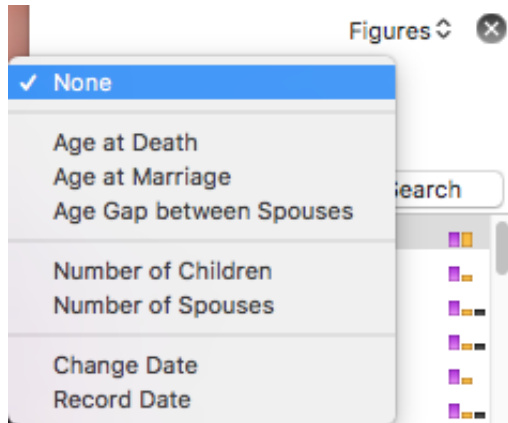 Figures
None
Age at Death
Age at Marriage
Age Gap between Spouses
earch
Number of Children
Number of Spouses
Change Date
Record Date